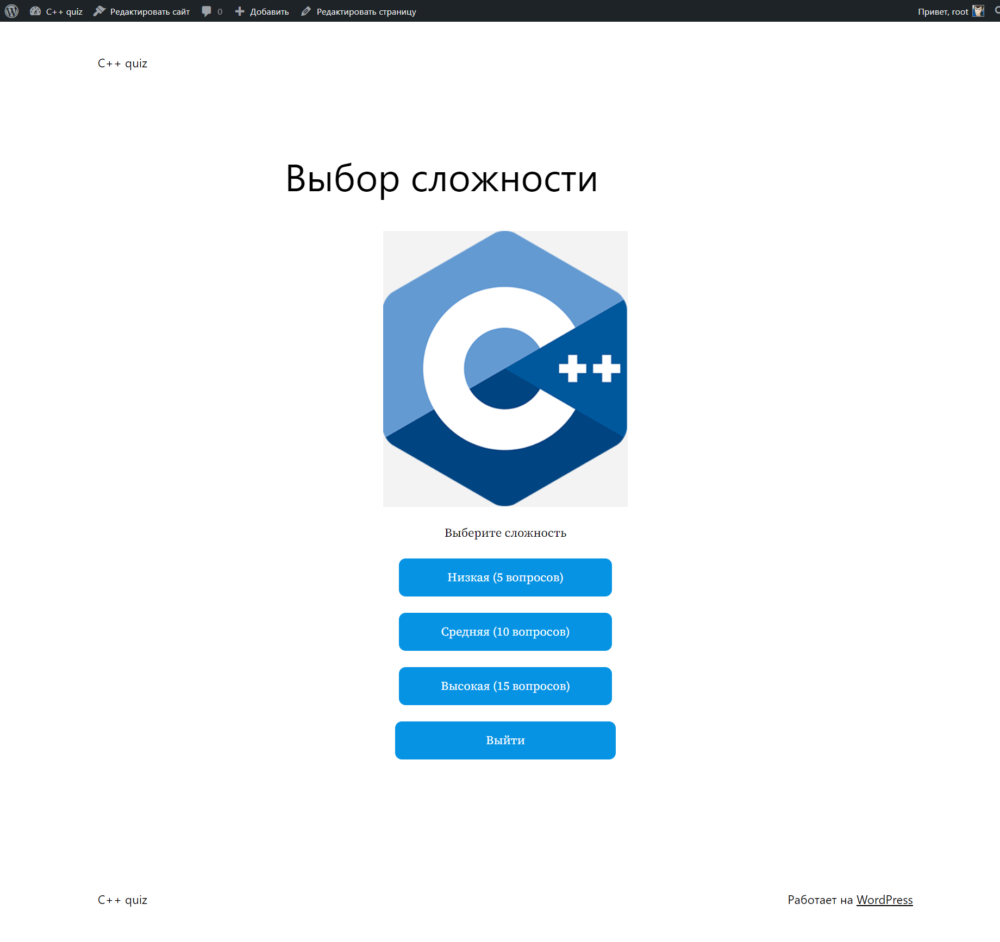 C++ quiz Редактировать сайт 0 Добавить Редактировать страницу Привет, root
C++ quiz
Выбор сложности
C ++
Выберите сложность
Низкая (5 вопросов)
Средняя (10 вопросов)
Высокая (15 вопросов)
Выйти
C++ quiz Работает на WordPress